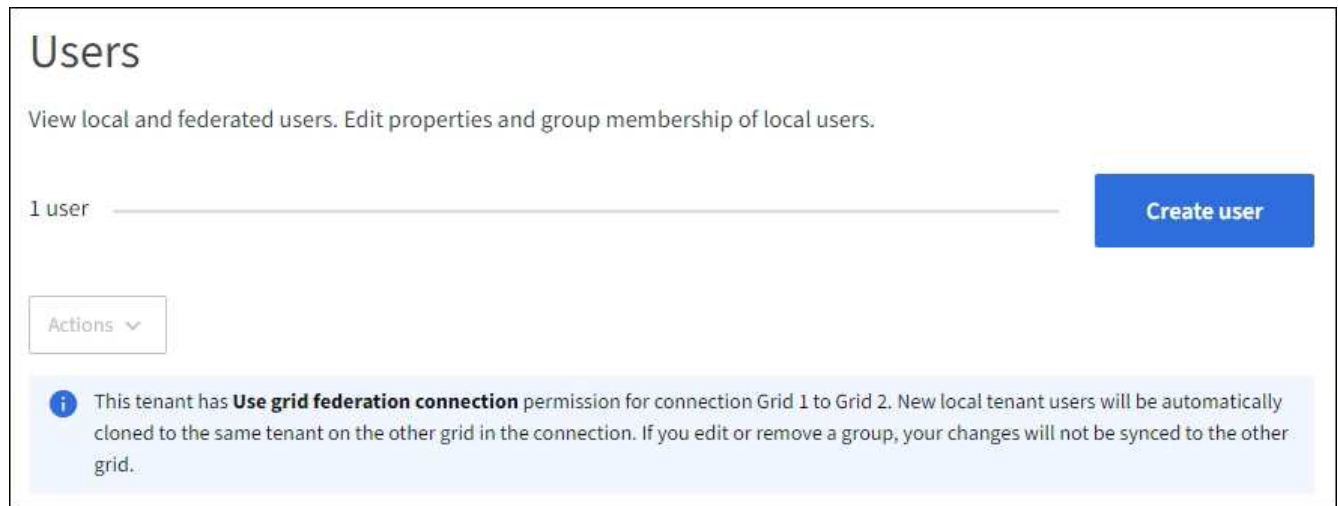 Users
View local and federated users. Edit properties and group membership of local users.
1 user
Create user
Actions
This tenant has Use grid federation connection permission for connection Grid 1 to Grid 2. New local tenant users will be automatically
cloned to the same tenant on the other grid in the connection. If you edit or remove a group, your changes will not be synced to the other
grid.